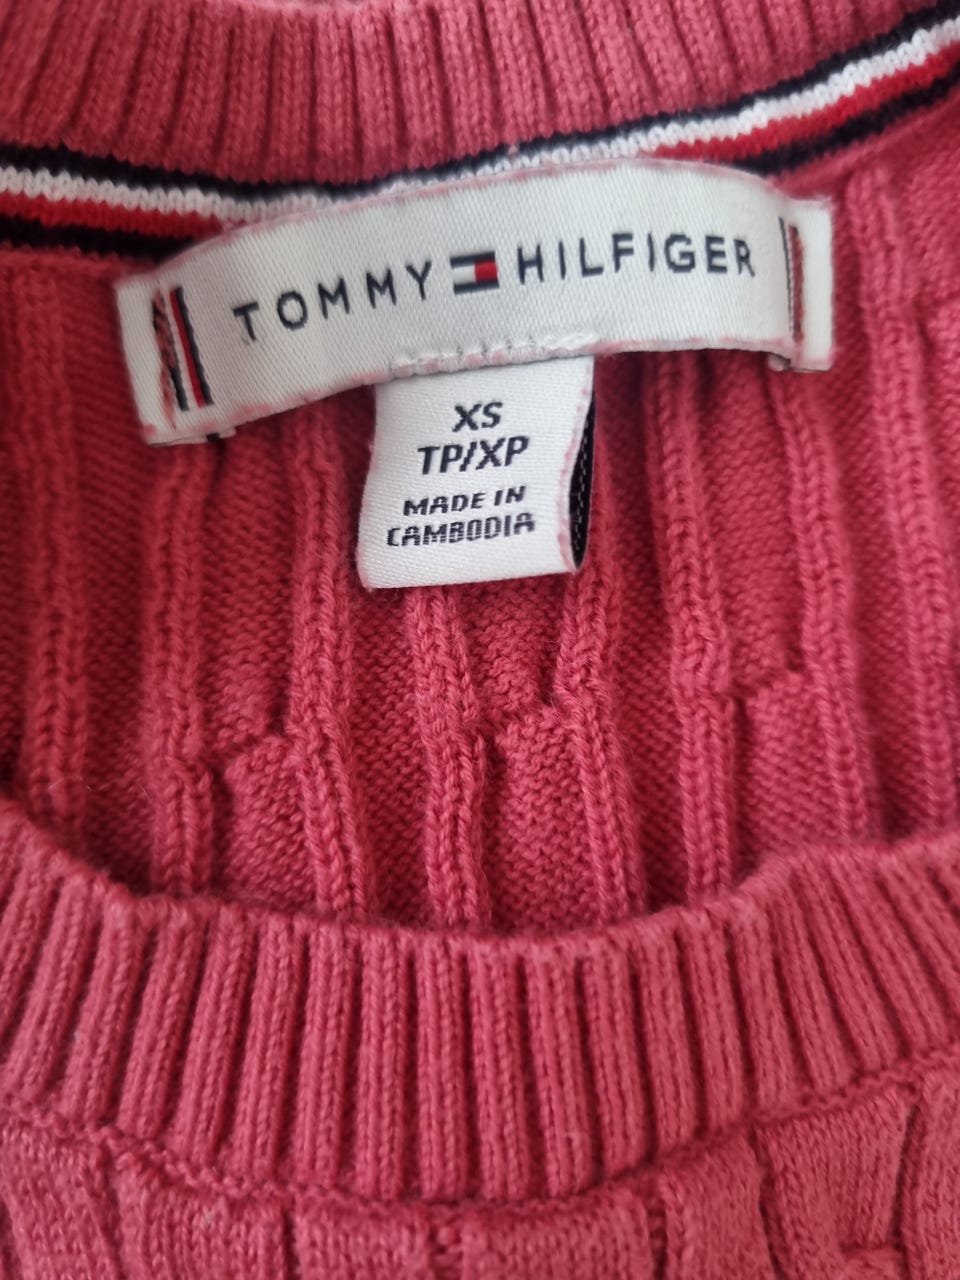 TOMMY HILFIGER
XS
TP/XP
MADE IN
CAMBODIA